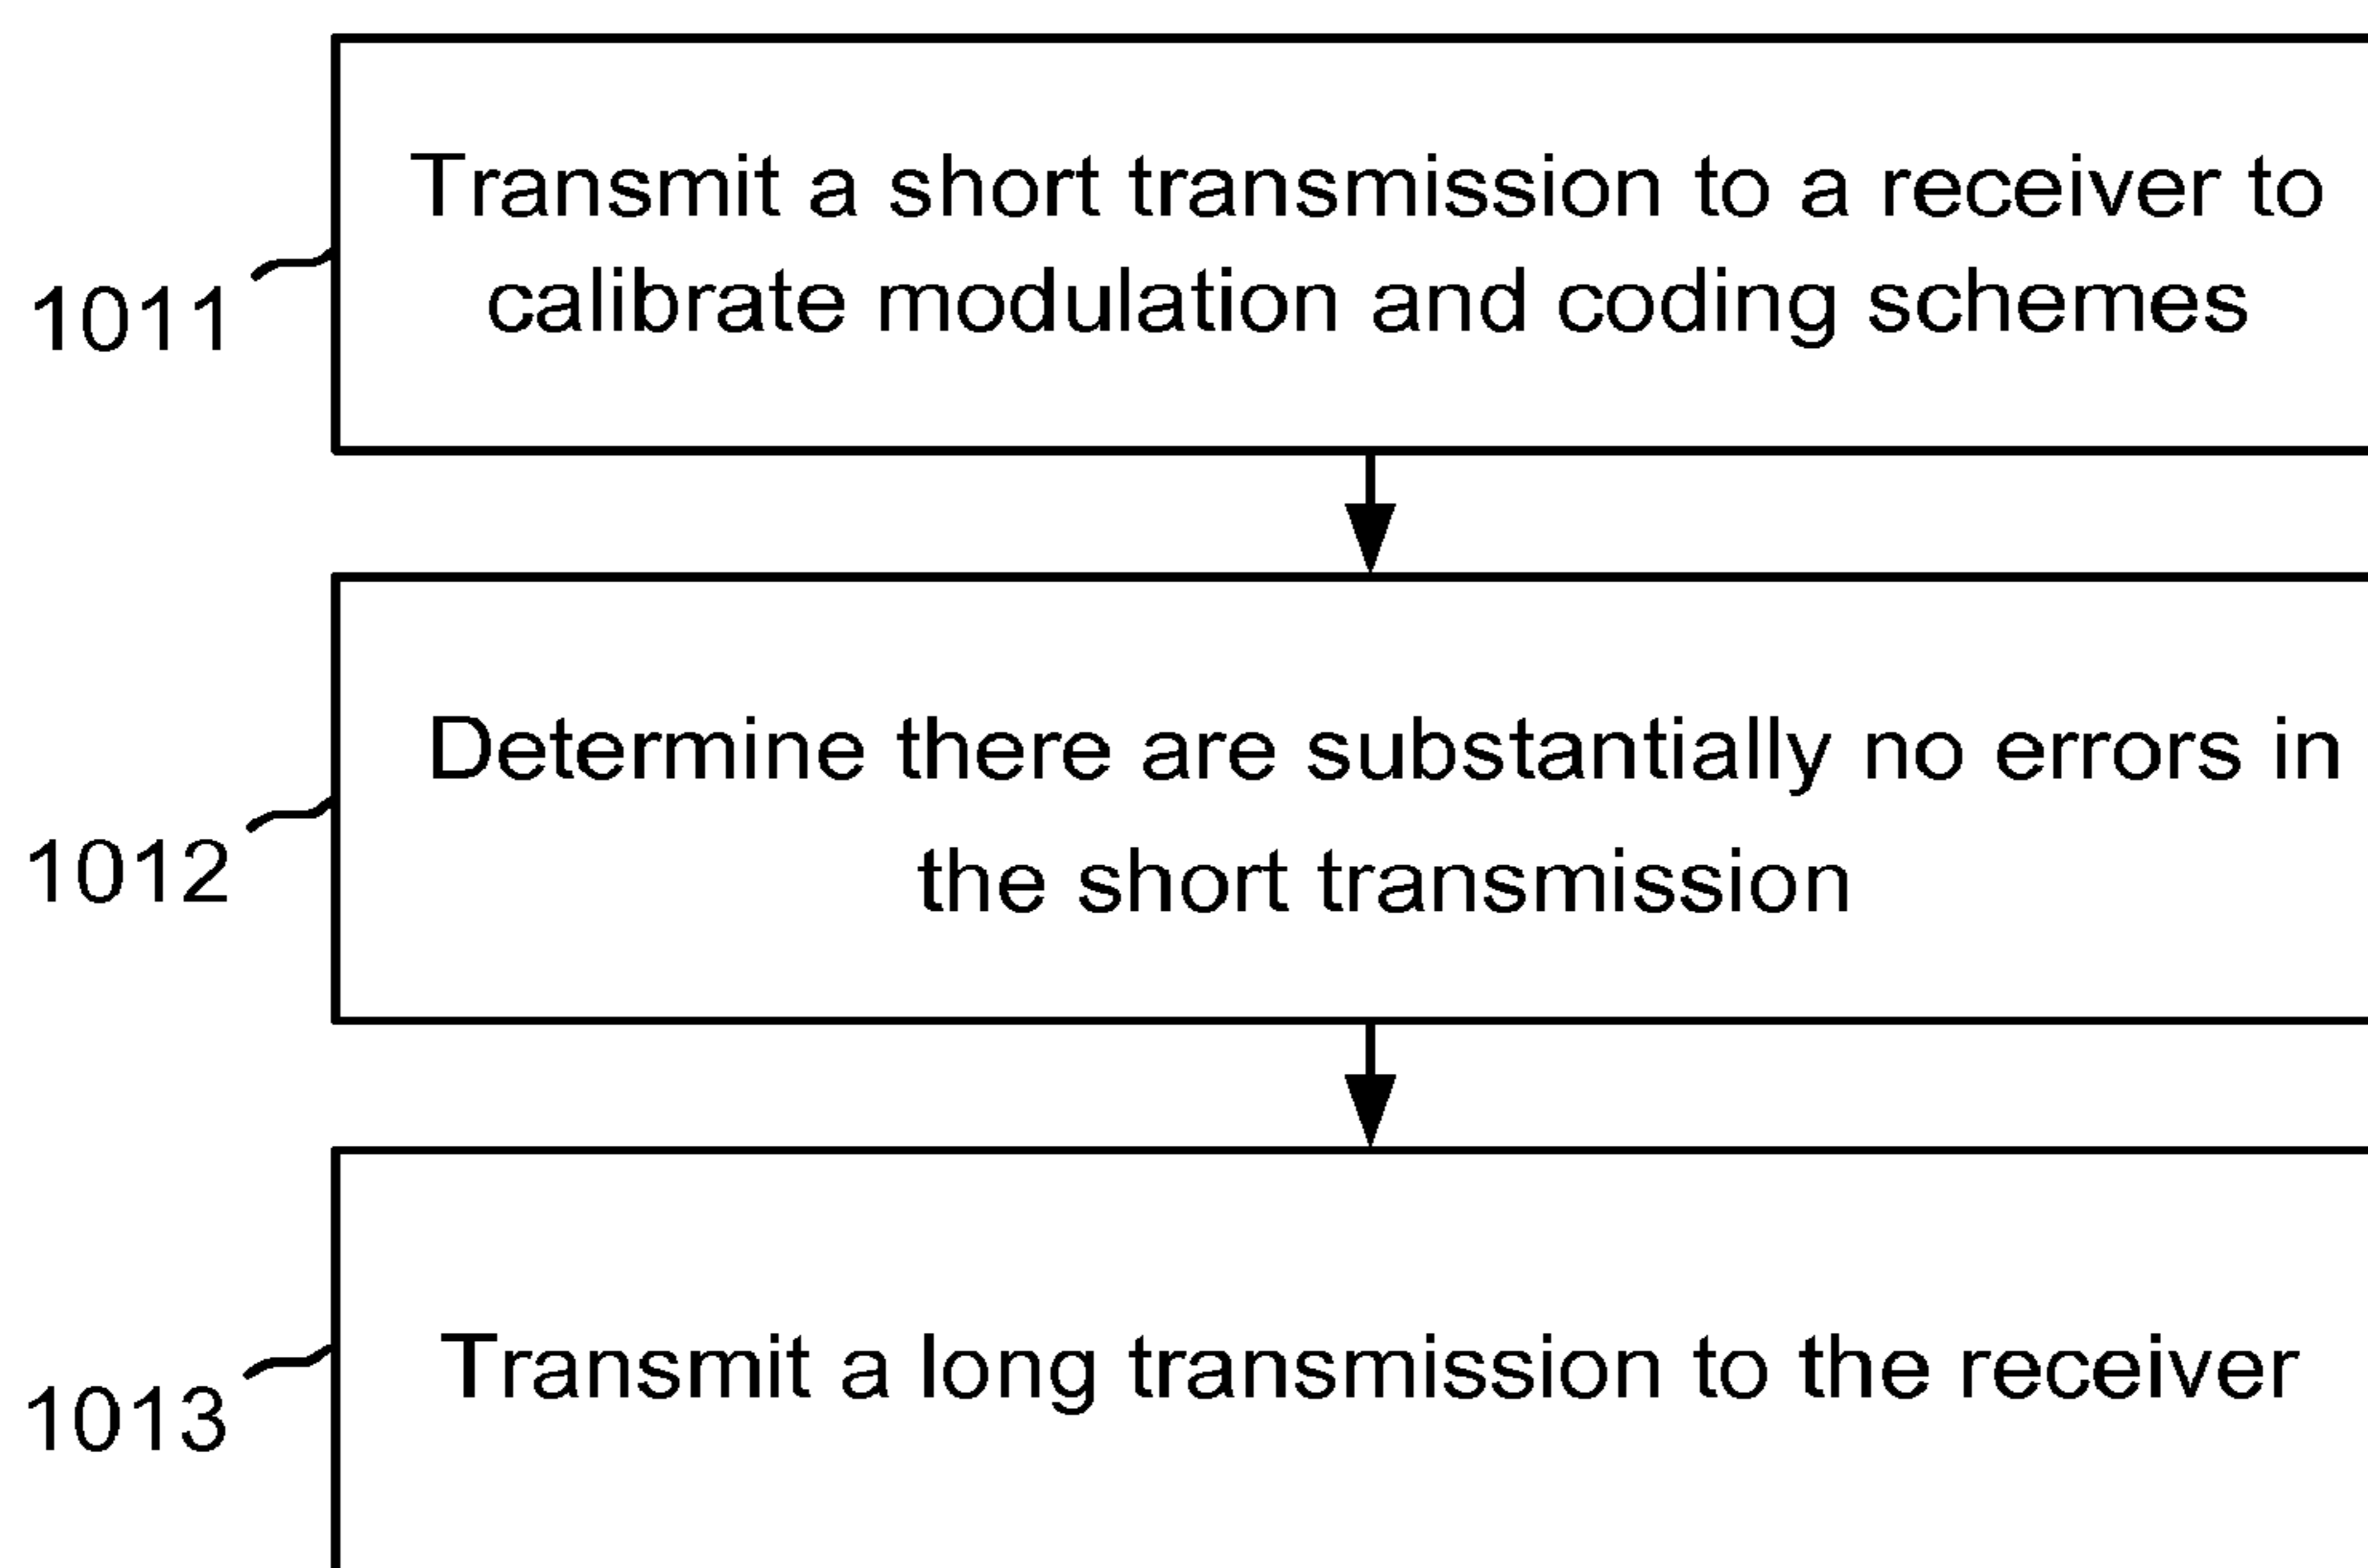 Transmit a short transmission to a receiver to
calibrate modulation and coding schemes
1011
Determine there are substantially no errors in
the short transmission
1012
Transmit a long transmission to the receiver
1013